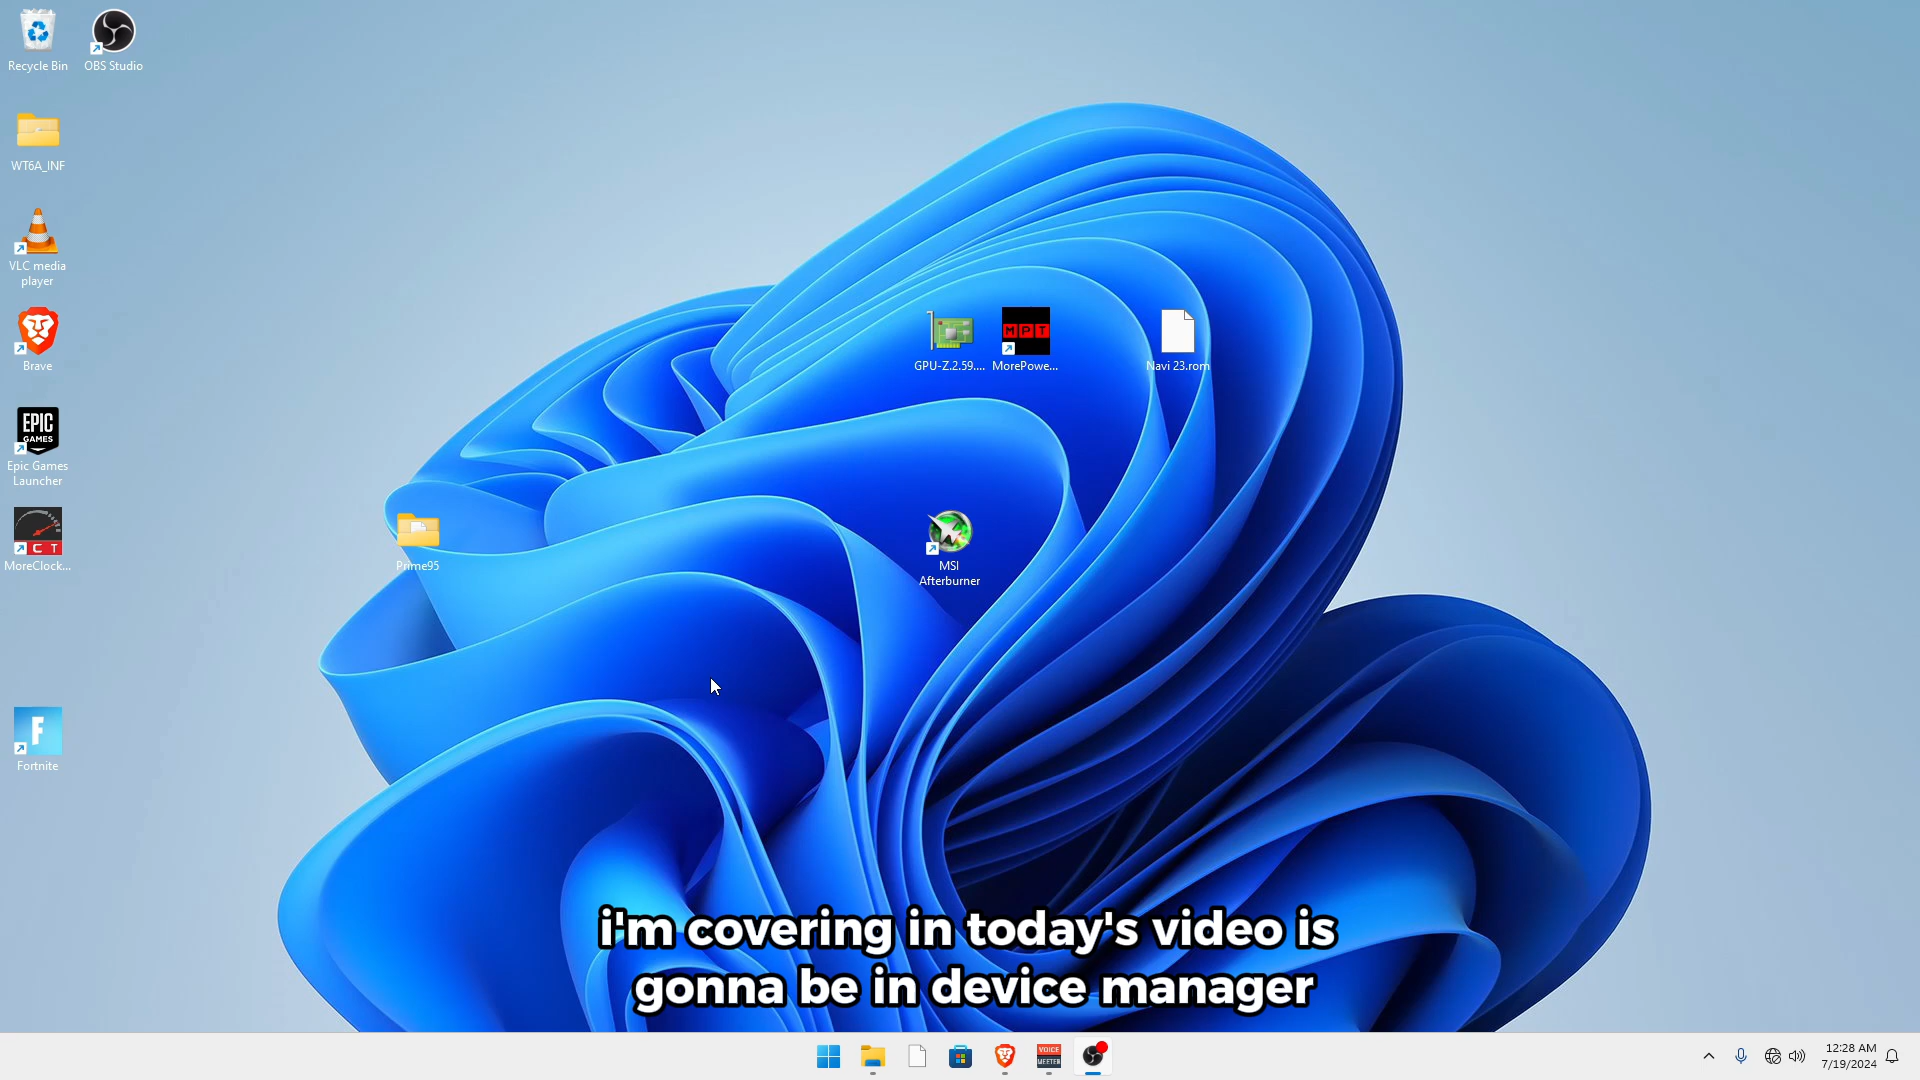 Recycle Bin
OBS Studio
WT6A_INF
VLC media
player
Brave
EPIC
GAMES
Epic Games
Launcher
C T
MoreClock...
F
Fortnite
Prime95
GPU-Z.2.59....
MPT
MorePowe...
Navi 23.rom
MSI
Afterburner
i'm covering in today's video is
gonna be in device manager
VOICE
MEETER
12:28 AM
7/19/2024